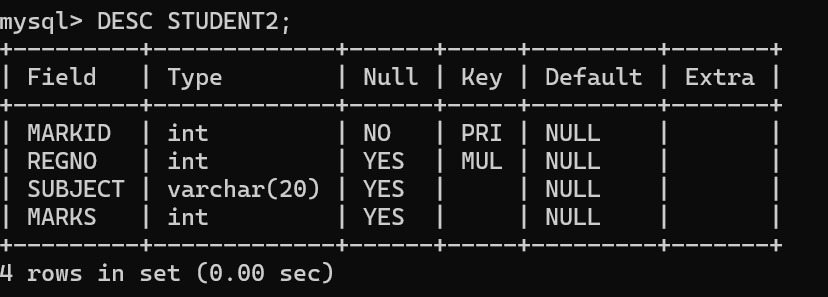 mysql> DESC STUDENT2;
+---------+-------------+------+-----+---------+-------+
| Field   | Type        | Null | Key | Default | Extra |
+---------+-------------+------+-----+---------+-------+
| MARKID  | int         | NO   | PRI | NULL    |       |
| REGNO   | int         | YES  | MUL | NULL    |       |
| SUBJECT | varchar(20) | YES  |     | NULL    |       |
| MARKS   | int         | YES  |     | NULL    |       |
+---------+-------------+------+-----+---------+-------+
4 rows in set (0.00 sec)